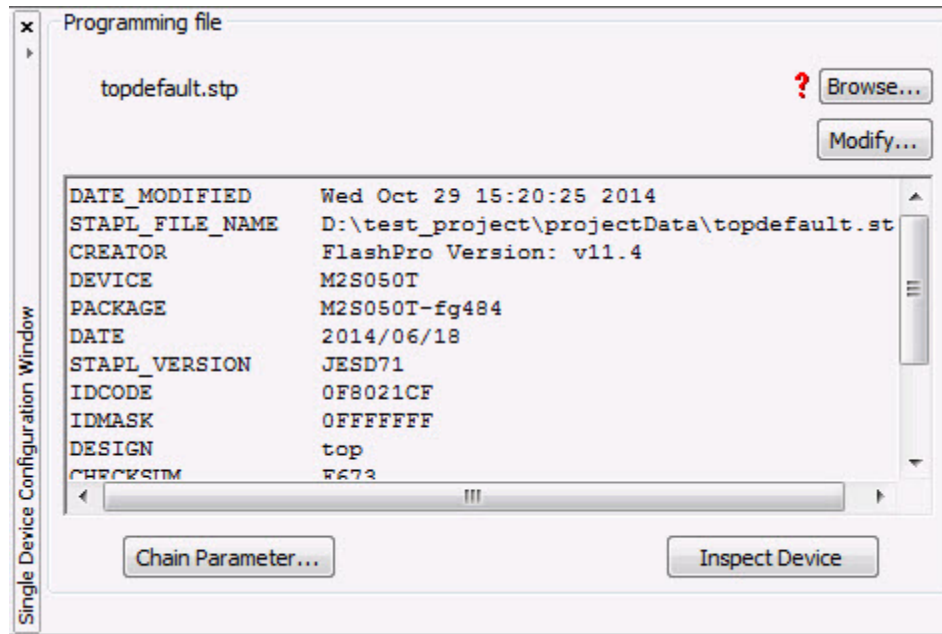 Programming file
topdefault.stp
? Browse...
Modify...
DATE_MODIFIED Wed Oct 29 15:20:25 2014
STAPL_FILE_NAME D:\test_project\projectData\topdefault.st
CREATOR FlashPro Version: v11.4
DEVICE M2S050T
PACKAGE M2S050T-fg484
DATE 2014/06/18
STAPL_VERSION JESD71
IDCODE 0F8021CF
IDMASK 0FFFFFFF
DESIGN top
CHECKSUM
Chain Parameter...
Inspect Device
Single Device Configuration Window